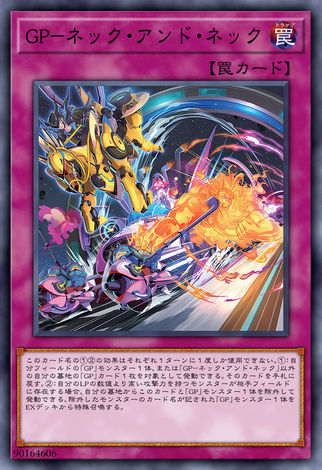 GP－ネック・アンド・ネック
トラップ
罠
【罠カード】
このカード名の①②の効果はそれぞれ１ターンに１度しか使用できない。①：自
分フィールドの「GP」モンスター１体、または「GP－ネック・アンド・ネック」以外
の自分の墓地の「GP」カード１枚を対象として発動できる。そのカードを手札に
戻す。②：自分のLPの数値より高い攻撃力を持つモンスターが相手フィールド
に存在する場合、自分の墓地からこのカードと「GP」モンスター１体を除外して
発動できる。除外したモンスターのカード名が記された「GP」モンスター１体を
EXデッキから特殊召喚する。
90164606